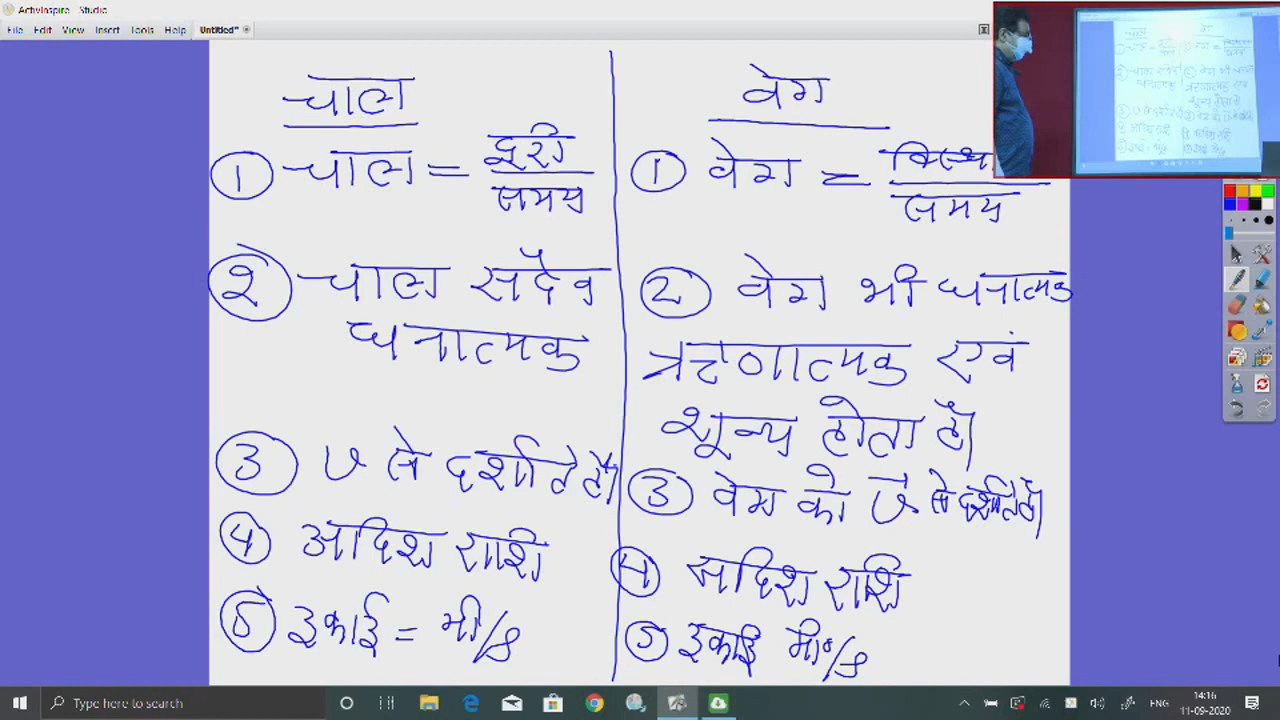 ActivInspire - Studio
File Edit View Insert Tools Help Untitled*
चाल
① चाल = दूरी / समय
② चाल सदैव
धनात्मक
③ v से दर्शाते हैं।
④ अदिश राशि
⑤ इकाई = मी/s
वेग
① वेग = विस्था / समय
② वेग भी धनात्मक
ऋणात्मक एवं
शून्य होता है।
③ वेग को v⃗ से दर्शाते हैं।
④ सदिश राशि
⑤ इकाई मी०/s
Type here to search
ENG
14:16
11-09-2020